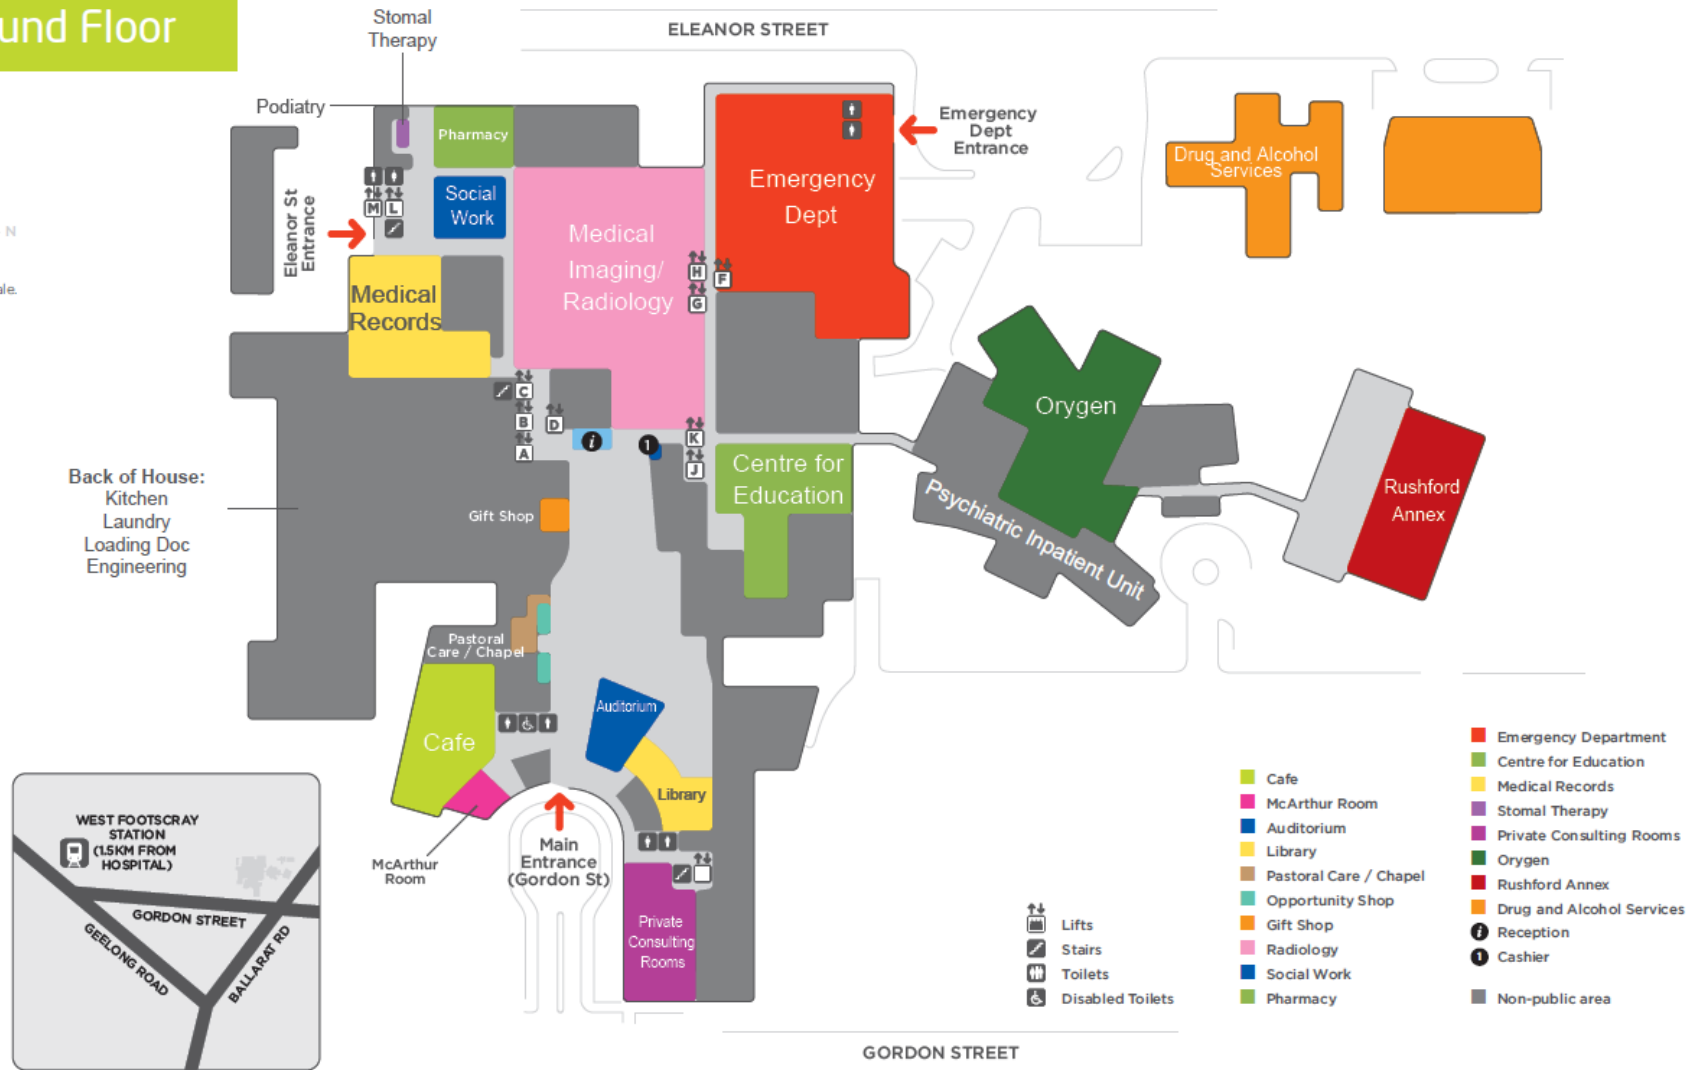 und Floor
Stomal
Therapy
ELEANOR STREET
Podiatry
Pharmacy
Emergency
Dept
Entrance
Drug and Alcohol
Services
Emergency
Dept
Social
Work
M
L
N
Eleanor St
Entrance
Medical
Imaging/
Radiology
H
F
G
ale.
Medical
Records
C
B
D
A
i
1
K
J
Orygen
Centre for
Education
Back of House:
Kitchen
Laundry
Loading Doc
Engineering
Gift Shop
Psychiatric Inpatient Unit
Rushford
Annex
Pastoral
Care / Chapel
Auditorium
Cafe
Library
McArthur
Room
Main
Entrance
(Gordon St)
Private
Consulting
Rooms
WEST FOOTSCRAY
STATION
(1.5KM FROM
HOSPITAL)
GORDON STREET
GEELONG ROAD
BALLARAT RD
Lifts
Stairs
Toilets
Disabled Toilets
Cafe
McArthur Room
Auditorium
Library
Pastoral Care / Chapel
Opportunity Shop
Gift Shop
Radiology
Social Work
Pharmacy
Emergency Department
Centre for Education
Medical Records
Stomal Therapy
Private Consulting Rooms
Orygen
Rushford Annex
Drug and Alcohol Services
i Reception
1 Cashier
Non-public area
GORDON STREET